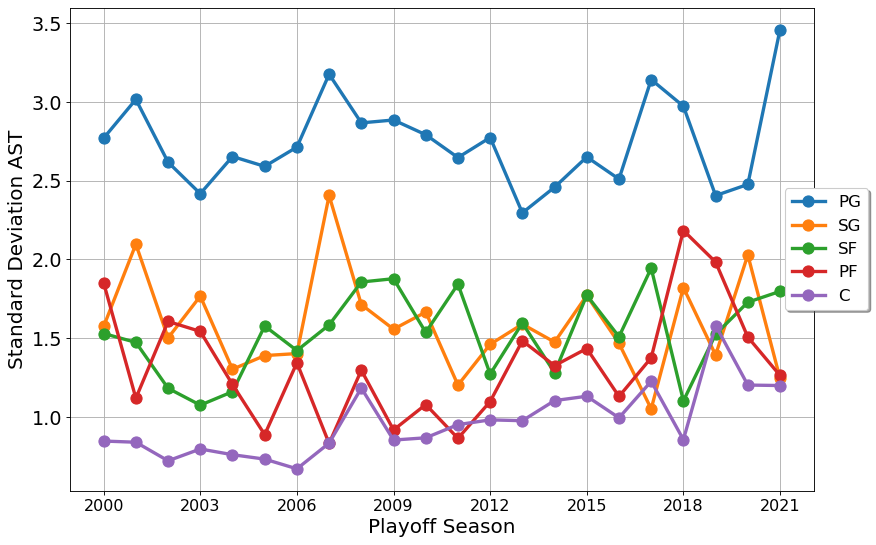 3.5
3.0
2.5
2.0
1.5
1.0
Standard Deviation AST
2000 2003 2006 2009 2012 2015 2018 2021
Playoff Season
PG
SG
SF
PF
C